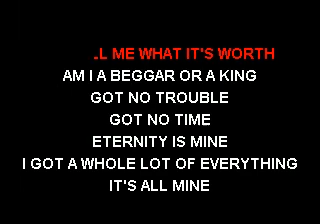 ME WHAT IT'S WORTH
AM I A BEGGAR OR A KING
GOT NO TROUBLE
GOT NO TIME
ETERNITY IS MINE
I GOT A WHOLE LOT OF EVERYTHING
IT'S ALL MINE